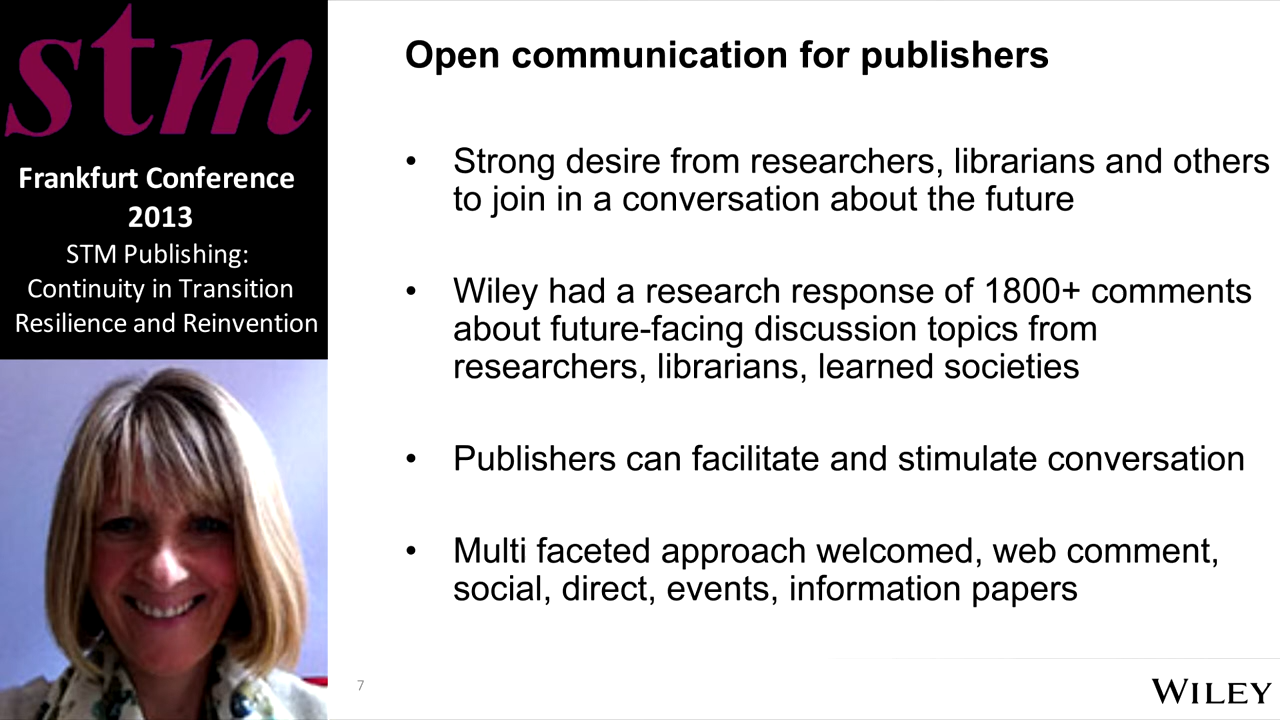 stm
Frankfurt Conference
2013
STM Publishing:
Continuity in Transition
Resilience and Reinvention
Open communication for publishers
• Strong desire from researchers, librarians and others
to join in a conversation about the future
• Wiley had a research response of 1800+ comments
about future-facing discussion topics from
researchers, librarians, learned societies
• Publishers can facilitate and stimulate conversation
• Multi faceted approach welcomed, web comment,
social, direct, events, information papers
7
WILEY